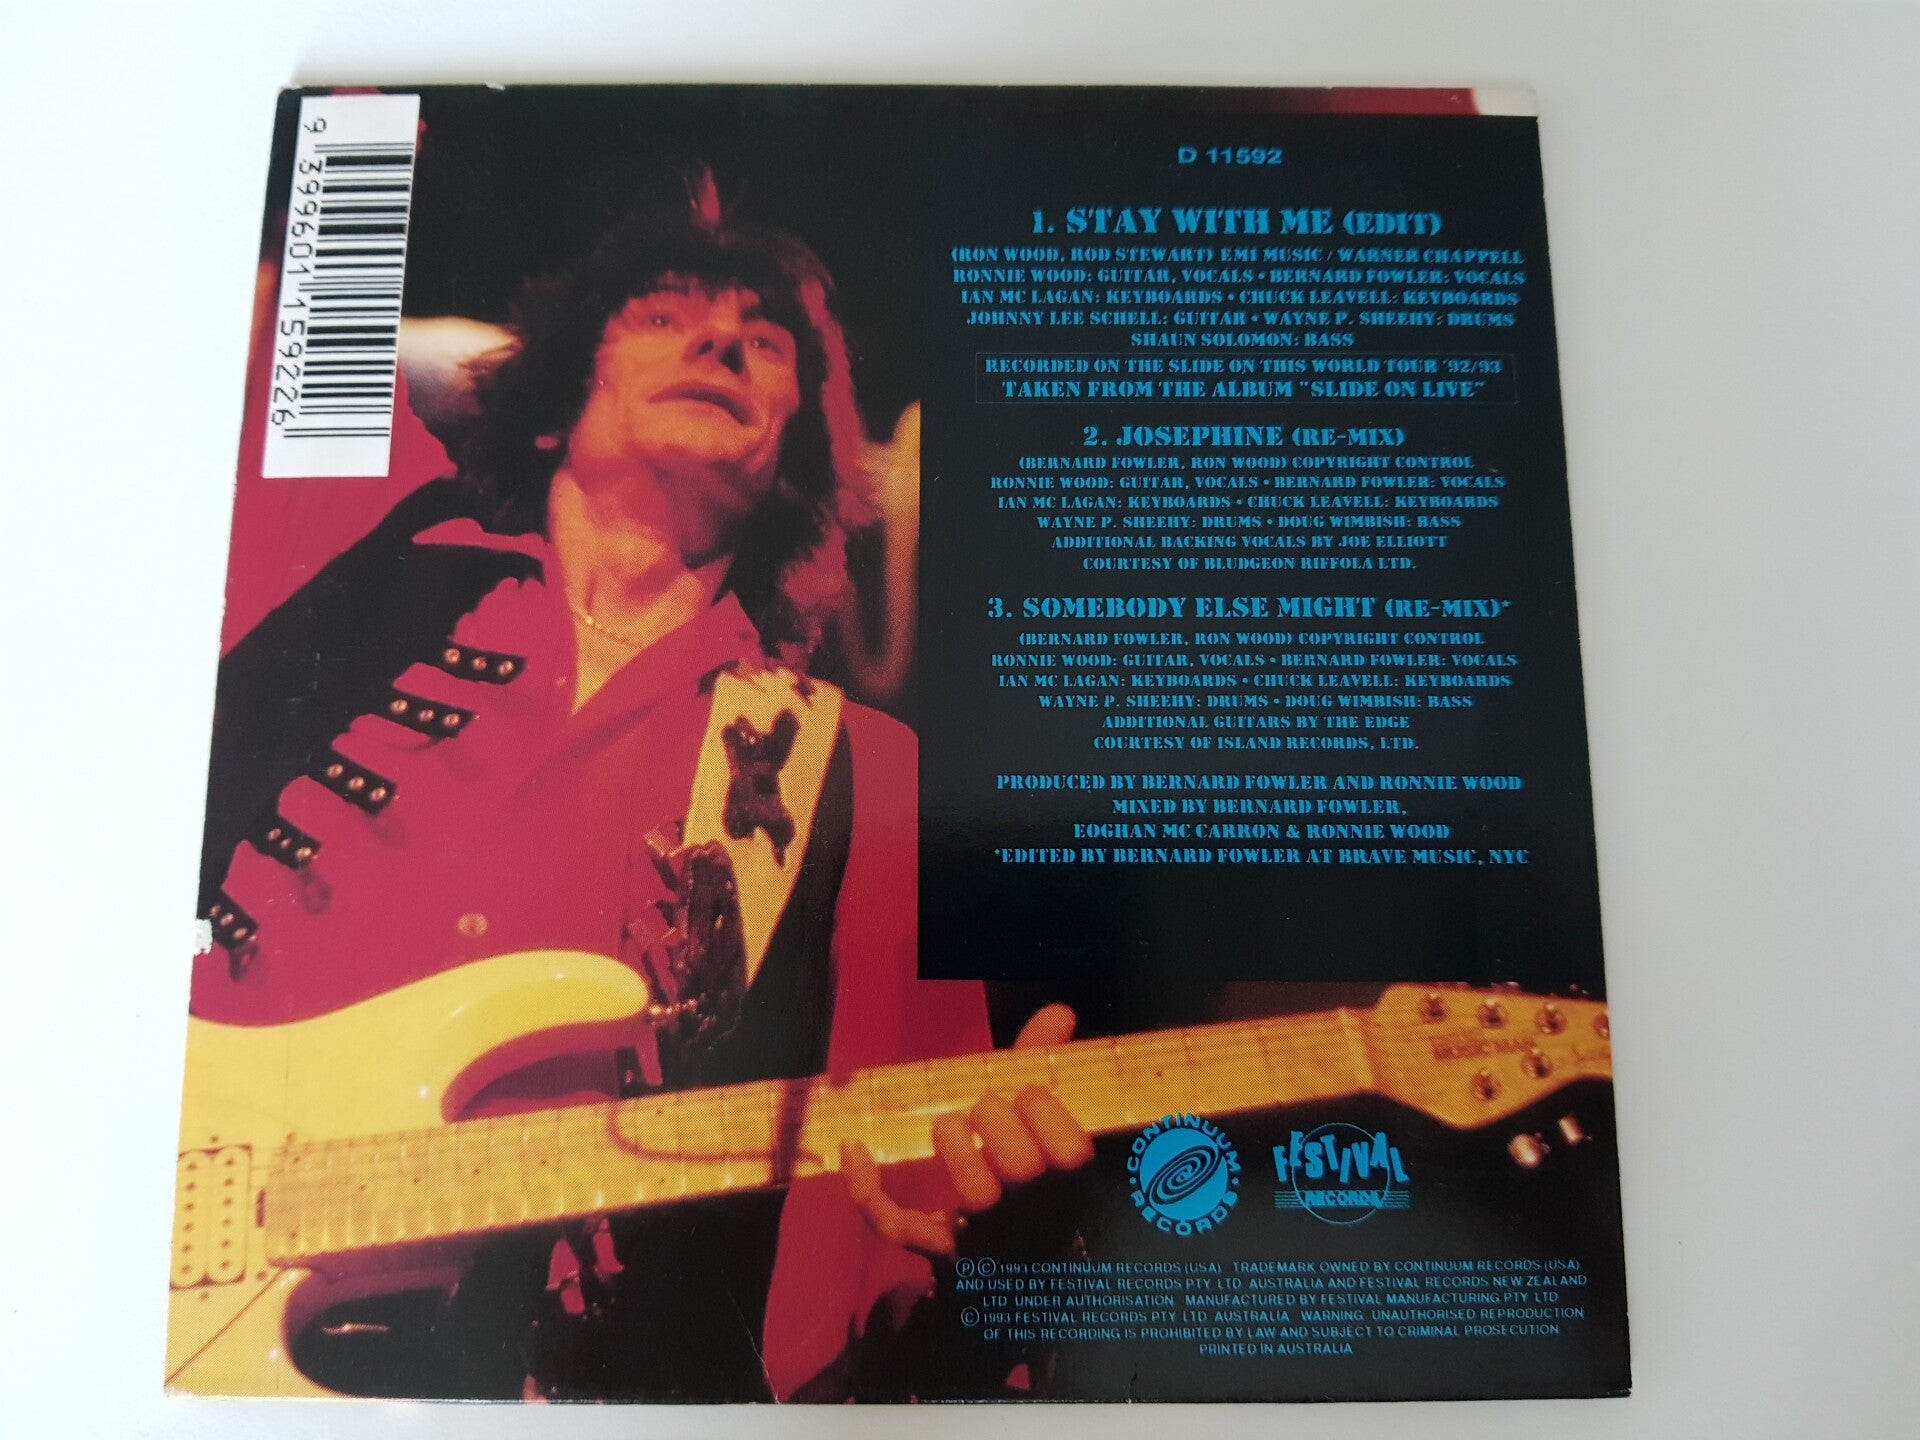 9 399601 159226
D 11592
1. STAY WITH ME (EDIT)
(RON WOOD, ROD STEWART) EMI MUSIC / WARNER CHAPPELL
RONNIE WOOD: GUITAR, VOCALS • BERNARD FOWLER: VOCALS
IAN MC LAGAN: KEYBOARDS • CHUCK LEAVELL: KEYBOARDS
JOHNNY LEE SCHELL: GUITAR • WAYNE P. SHEEHY: DRUMS
SHAUN SOLOMON: BASS
RECORDED ON THE SLIDE ON THIS WORLD TOUR '92/93
TAKEN FROM THE ALBUM "SLIDE ON LIVE"
2. JOSEPHINE (RE-MIX)
(BERNARD FOWLER, RON WOOD) COPYRIGHT CONTROL
RONNIE WOOD: GUITAR, VOCALS • BERNARD FOWLER: VOCALS
IAN MC LAGAN: KEYBOARDS • CHUCK LEAVELL: KEYBOARDS
WAYNE P. SHEEHY: DRUMS • DOUG WIMBISH: BASS
ADDITIONAL BACKING VOCALS BY JOE ELLIOTT
COURTESY OF BLUDGEON RIFFOLA LTD.
3. SOMEBODY ELSE MIGHT (RE-MIX)*
(BERNARD FOWLER, RON WOOD) COPYRIGHT CONTROL
RONNIE WOOD: GUITAR, VOCALS • BERNARD FOWLER: VOCALS
IAN MC LAGAN: KEYBOARDS • CHUCK LEAVELL: KEYBOARDS
WAYNE P. SHEEHY: DRUMS • DOUG WIMBISH: BASS
ADDITIONAL GUITARS BY THE EDGE
COURTESY OF ISLAND RECORDS, LTD.
PRODUCED BY BERNARD FOWLER AND RONNIE WOOD
MIXED BY BERNARD FOWLER,
EOGHAN MC CARRON & RONNIE WOOD
*EDITED BY BERNARD FOWLER AT BRAVE MUSIC, NYC
MUSIC MAN
CONTINUUM • RECORDS •
FESTIVAL
RECORDS
Ⓟ © 1993 CONTINUUM RECORDS (USA) TRADEMARK OWNED BY CONTINUUM RECORDS (USA)
AND USED BY FESTIVAL RECORDS PTY LTD AUSTRALIA AND FESTIVAL RECORDS NEW ZEALAND
LTD UNDER AUTHORISATION MANUFACTURED BY FESTIVAL MANUFACTURING PTY LTD
© 1993 FESTIVAL RECORDS PTY LTD AUSTRALIA WARNING UNAUTHORISED REPRODUCTION
OF THIS RECORDING IS PROHIBITED BY LAW AND SUBJECT TO CRIMINAL PROSECUTION
PRINTED IN AUSTRALIA